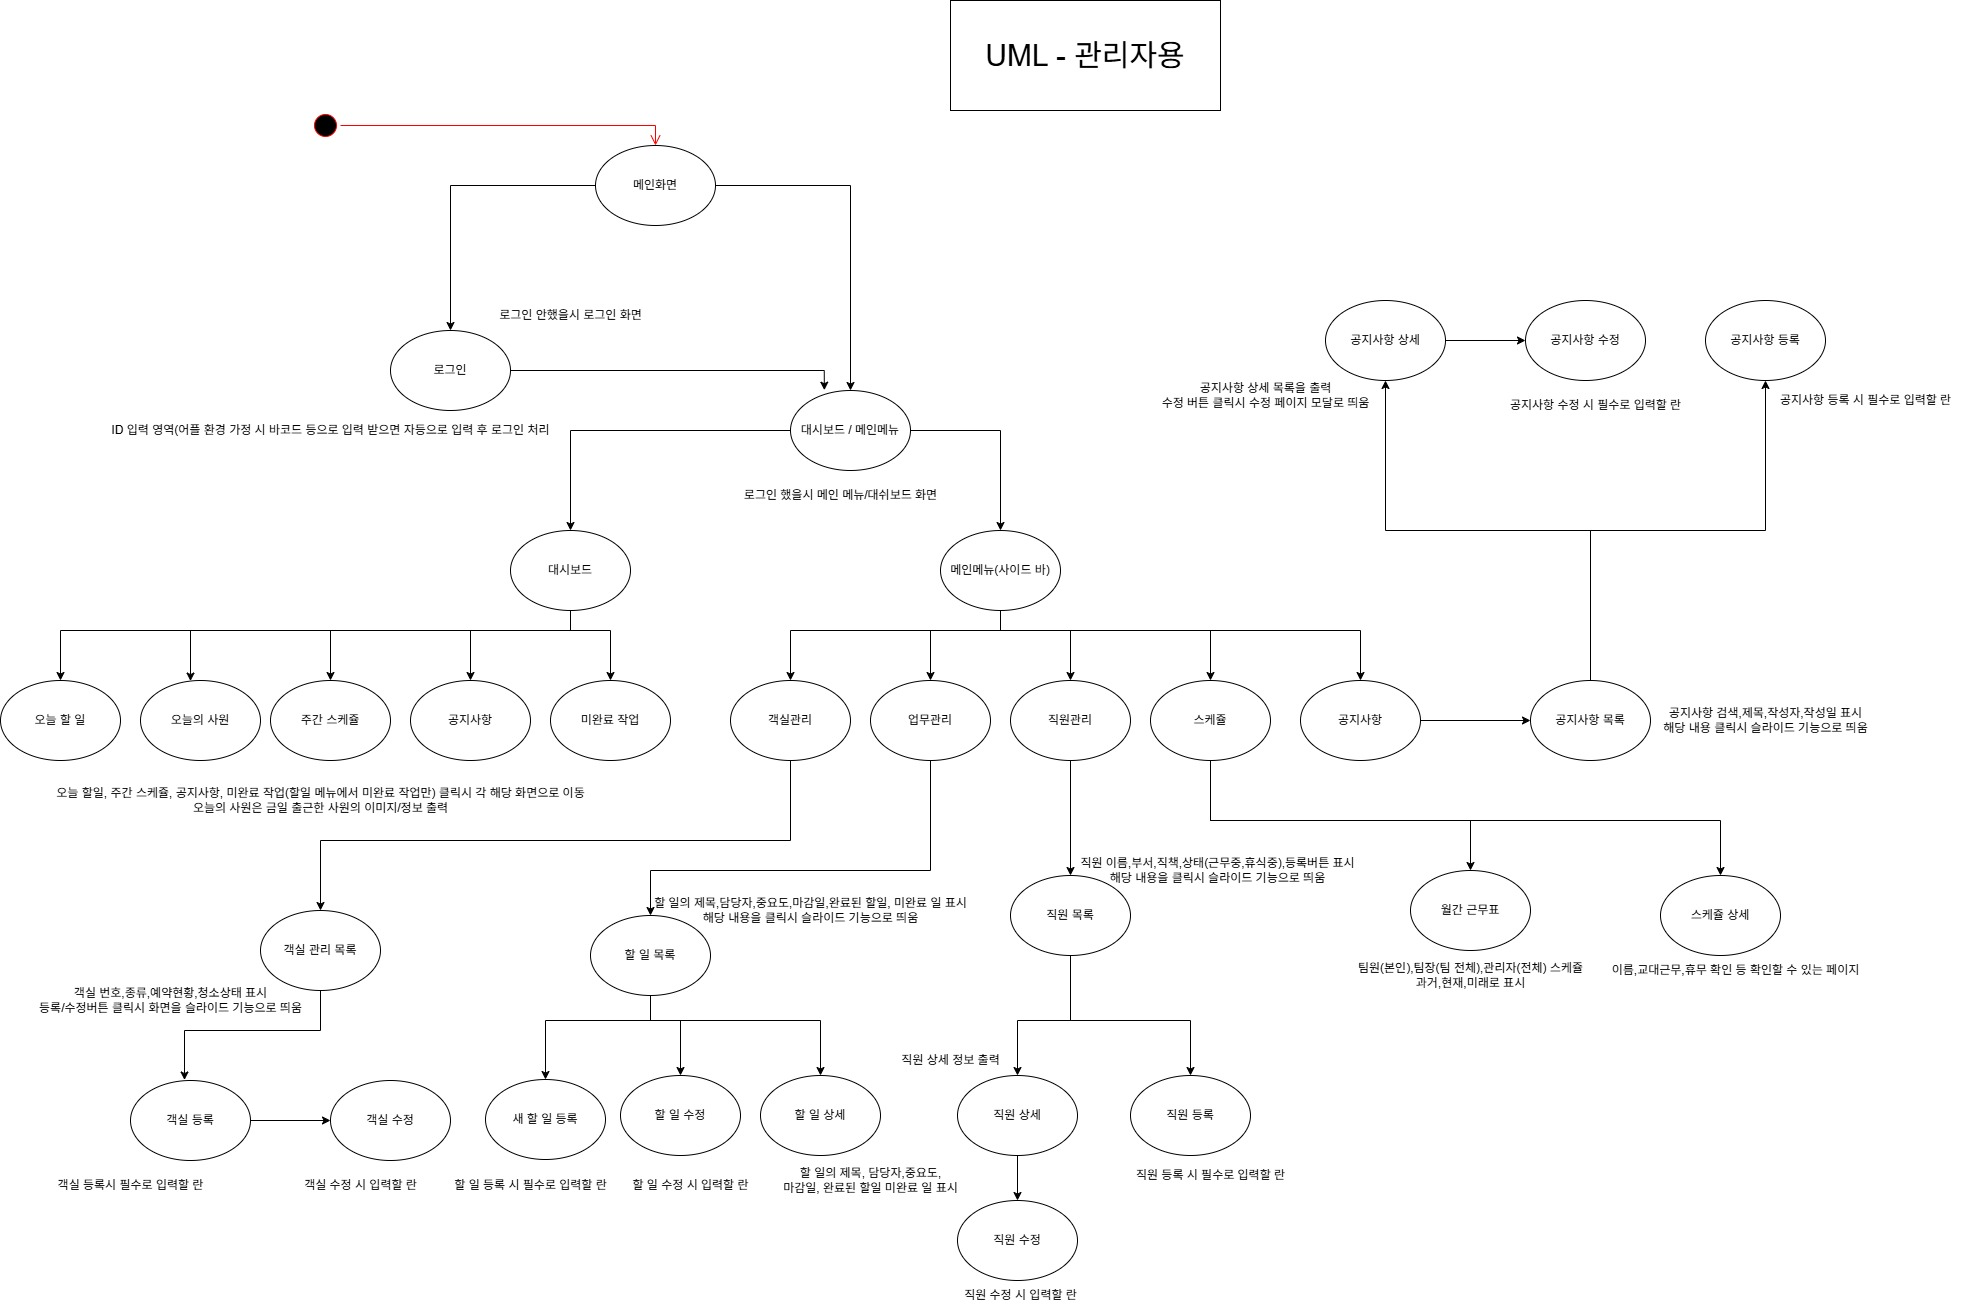 UML - 관리자용
메인화면
로그인 안했을시 로그인 화면
로그인
ID 입력 영역(어플 환경 가정 시 바코드 등으로 입력 받으면 자등으로 입력 후 로그인 처리
대시보드 / 메인메뉴
로그인 했을시 메인 메뉴/대쉬보드 화면
공지사항 상세
공지사항 수정
공지사항 등록
공지사항 상세 목록을 출력
수정 버튼 클릭시 수정 페이지 모달로 띄움
공지사항 수정 시 필수로 입력할 란
공지사항 등록 시 필수로 입력할 란
대시보드
메인메뉴(사이드 바)
오늘 할 일
오늘의 사원
주간 스케쥴
공지사항
미완료 작업
객실관리
업무관리
직원관리
스케쥴
공지사항
공지사항 목록
공지사항 검색,제목,작성자,작성일 표시
해당 내용 클릭시 슬라이드 기능으로 띄움
오늘 할일, 주간 스케쥴, 공지사항, 미완료 작업(할일 메뉴에서 미완료 작업만) 클릭시 각 해당 화면으로 이동
오늘의 사원은 금일 출근한 사원의 이미지/정보 출력
직원 이름,부서,직책,상태(근무중,휴식중),등록버튼 표시
해당 내용을 클릭시 슬라이드 기능으로 띄움
할 일의 제목,담당자,중요도,마감일,완료된 할일, 미완료 일 표시
해당 내용을 클릭시 슬라이드 기능으로 띄움
객실 관리 목록
할 일 목록
직원 목록
월간 근무표
스케쥴 상세
팀원(본인),팀장(팀 전체),관리자(전체) 스케쥴
과거,현재,미래로 표시
이름,교대근무,휴무 확인 등 확인할 수 있는 페이지
객실 번호,종류,예약현황,청소상태 표시
등록/수정버튼 클릭시 화면을 슬라이드 기능으로 띄움
직원 상세 정보 출력
객실 등록
객실 수정
새 할 일 등록
할 일 수정
할 일 상세
직원 상세
직원 등록
객실 등록시 필수로 입력할 란
객실 수정 시 입력할 란
할 일 등록 시 필수로 입력할 란
할 일 수정 시 입력할 란
할 일의 제목, 담당자,중요도,
마감일, 완료된 할일 미완료 일 표시
직원 등록 시 필수로 입력할 란
직원 수정
직원 수정 시 입력할 란